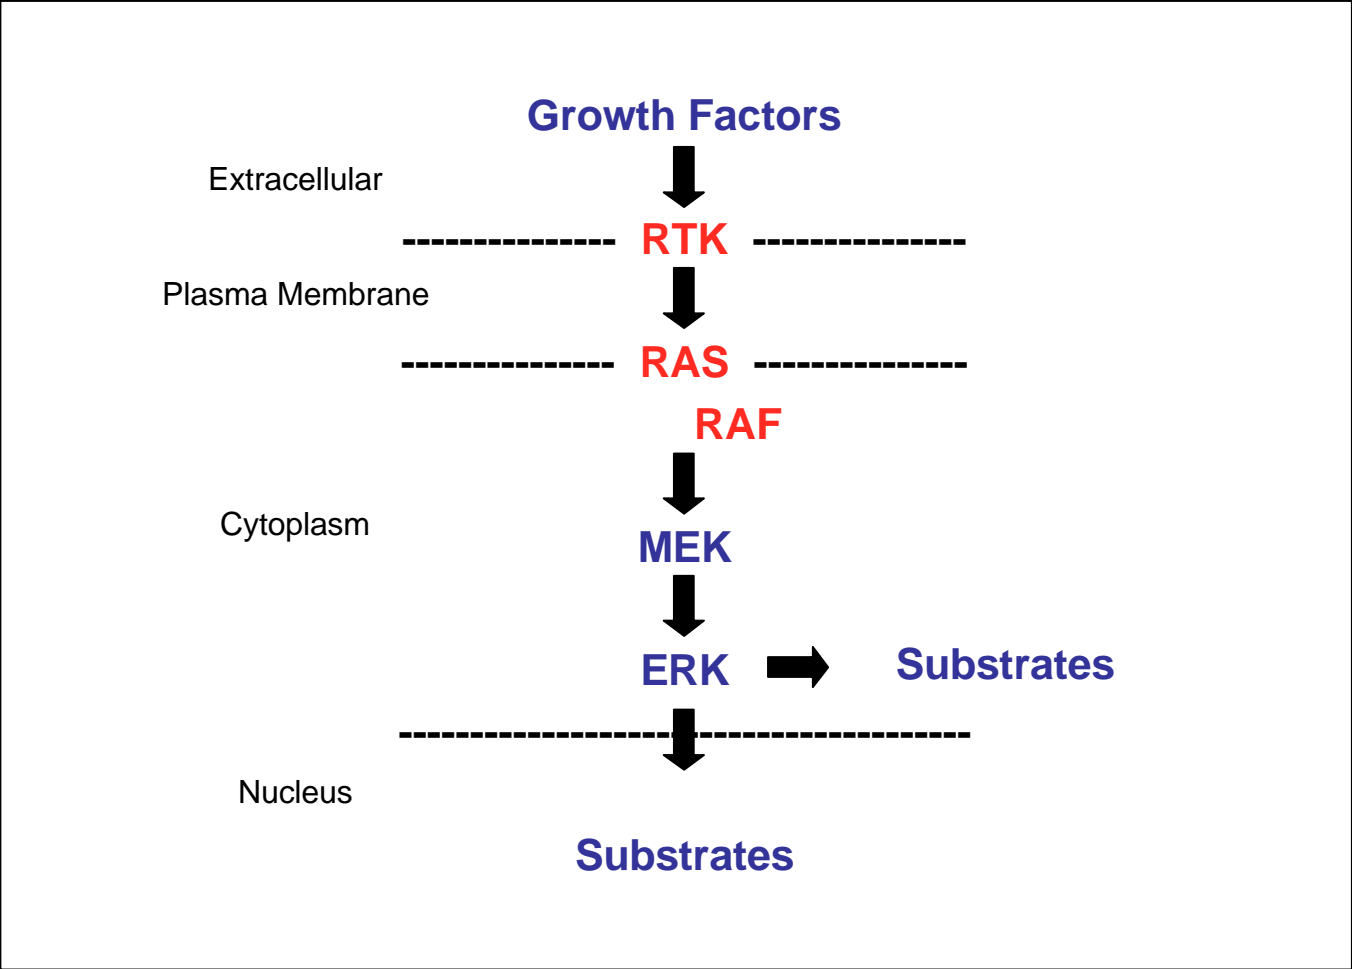 Growth Factors
Extracellular
RTK
Plasma Membrane
RAS
RAF
Cytoplasm
MEK
ERK
Substrates
Nucleus
Substrates